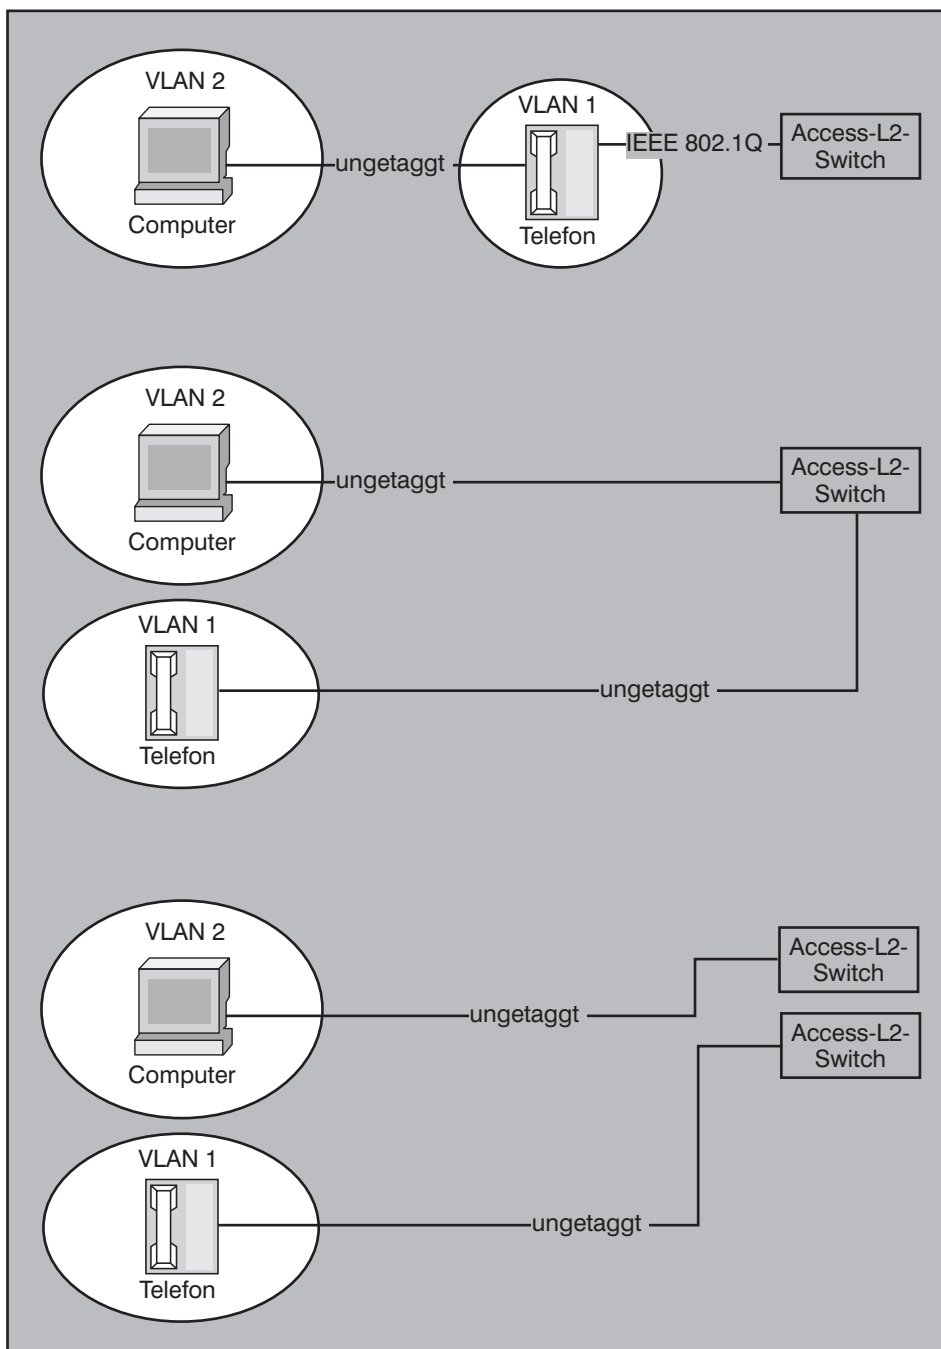 VLAN 2
Computer
ungetaggt
VLAN 1
Telefon
IEEE 802.1Q
Access-L2-
Switch
VLAN 2
Computer
ungetaggt
Access-L2-
Switch
VLAN 1
Telefon
ungetaggt
VLAN 2
Computer
ungetaggt
Access-L2-
Switch
Access-L2-
Switch
VLAN 1
Telefon
ungetaggt